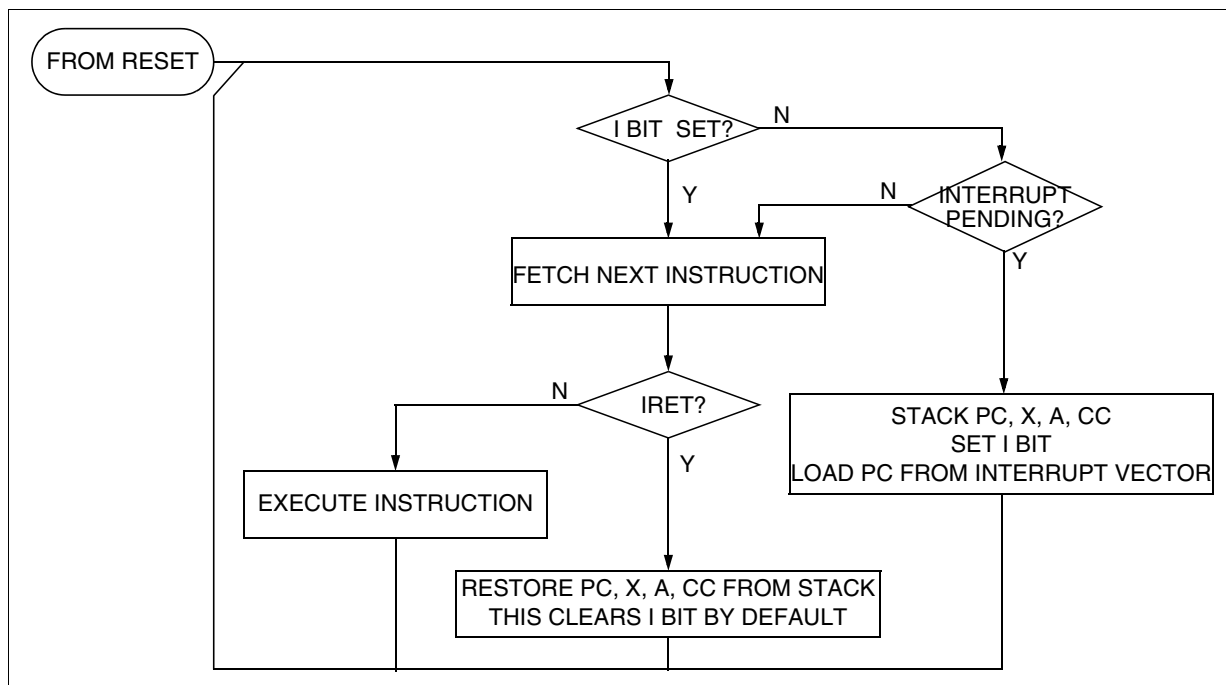 FROM RESET
I BIT SET?
N
Y
N
INTERRUPT
PENDING?
Y
FETCH NEXT INSTRUCTION
N
IRET?
Y
STACK PC, X, A, CC
SET I BIT
LOAD PC FROM INTERRUPT VECTOR
EXECUTE INSTRUCTION
RESTORE PC, X, A, CC FROM STACK
THIS CLEARS I BIT BY DEFAULT